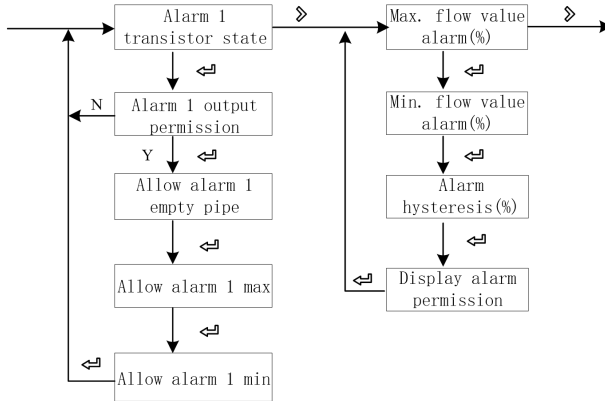 Alarm 1
transistor state
Max. flow value
alarm(%)
N
Alarm 1 output
permission
Min. flow value
alarm(%)
Y
Allow alarm 1
empty pipe
Alarm
hysteresis(%)
Allow alarm 1 max
Display alarm
permission
Allow alarm 1 min